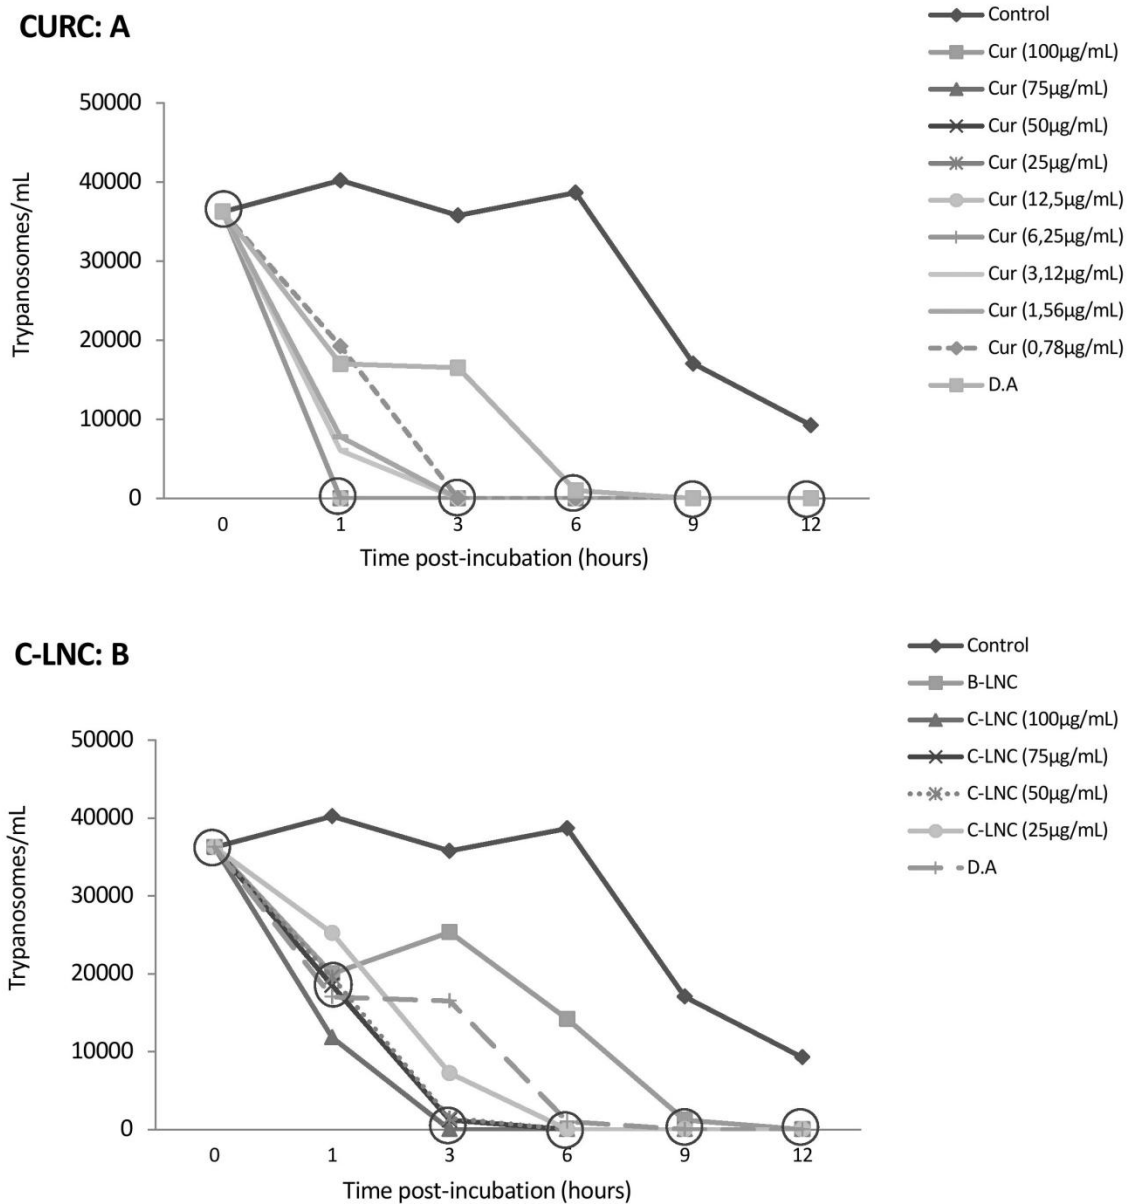 CURC: A
Control
Cur (100µg/mL)
Cur (75µg/mL)
Cur (50µg/mL)
Cur (25µg/mL)
Cur (12,5µg/mL)
Cur (6,25µg/mL)
Cur (3,12µg/mL)
Cur (1,56µg/mL)
Cur (0,78µg/mL)
D.A
Trypanosomes/mL
50000
40000
30000
20000
10000
0
0 1 3 6 9 12
Time post-incubation (hours)
C-LNC: B
Control
B-LNC
C-LNC (100µg/mL)
C-LNC (75µg/mL)
C-LNC (50µg/mL)
C-LNC (25µg/mL)
D.A
Trypanosomes/mL
50000
40000
30000
20000
10000
0
0 1 3 6 9 12
Time post-incubation (hours)